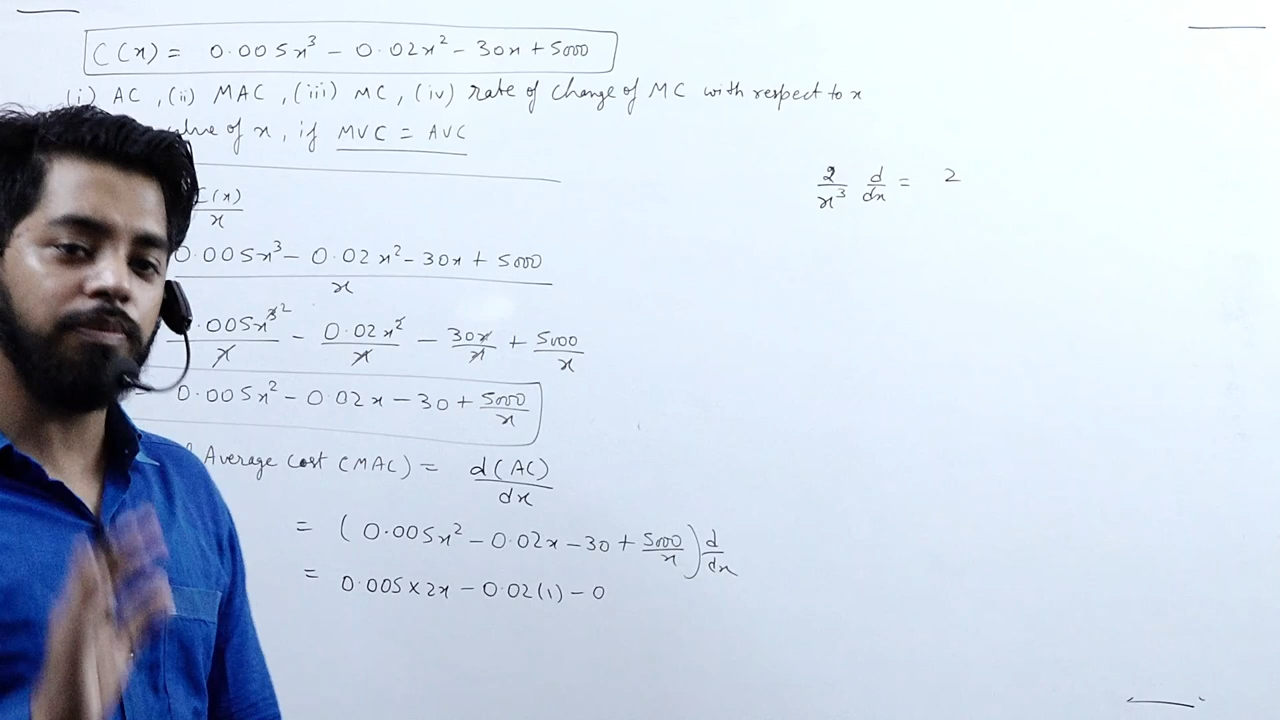 C(x) = 0.005x³ - 0.02x² - 30x + 5000
(i) AC, (ii) MAC, (iii) MC, (iv) rate of change of MC with respect to x
value of x, if MVC = AVC
C(x)/x
0.005x³ - 0.02x² - 30x + 5000
x
.005x³²/x - 0.02x²/x - 30x/x + 5000/x
0.005x² - 0.02x - 30 + 5000/x
Average Cost (MAC) = d(AC)/dx
= (0.005x² - 0.02x - 30 + 5000/x) d/dx
= 0.005×2x - 0.02(1) - 0
2/x³ d/dx = 2